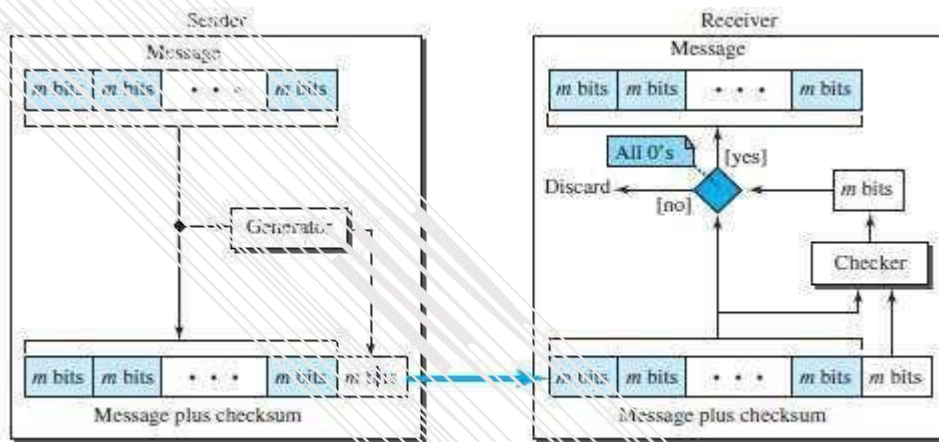 Sender
Message
m bits m bits • • • m bits
Generator
m bits m bits • • • m bits m bits
Message plus checksum
Receiver
Message
m bits m bits • • • m bits
All 0's
[yes]
Discard
[no]
m bits
Checker
m bits m bits • • • m bits m bits
Message plus checksum